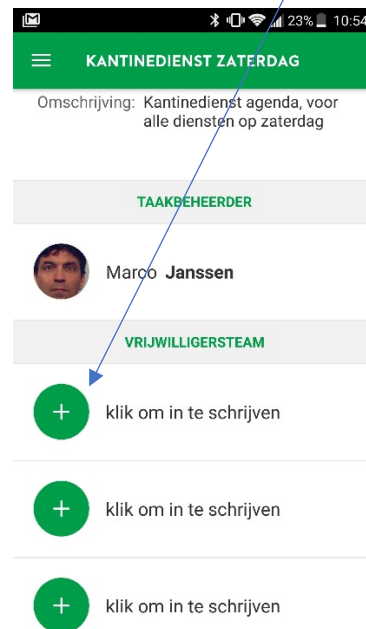 23% 10:54
KANTINEDIENST ZATERDAG
Omschrijving: Kantinedienst agenda, voor
alle diensten op zaterdag
TAAKBEHEERDER
Marco Janssen
VRIJWILLIGERSTEAM
+ klik om in te schrijven
+ klik om in te schrijven
+ klik om in te schrijven